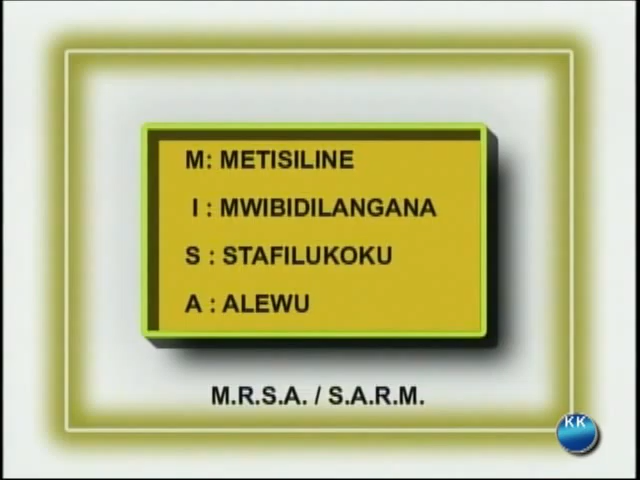 M: METISILINE
I : MWIBIDILANGANA
S : STAFILUKOKU
A : ALEWU
M.R.S.A. / S.A.R.M.
KK